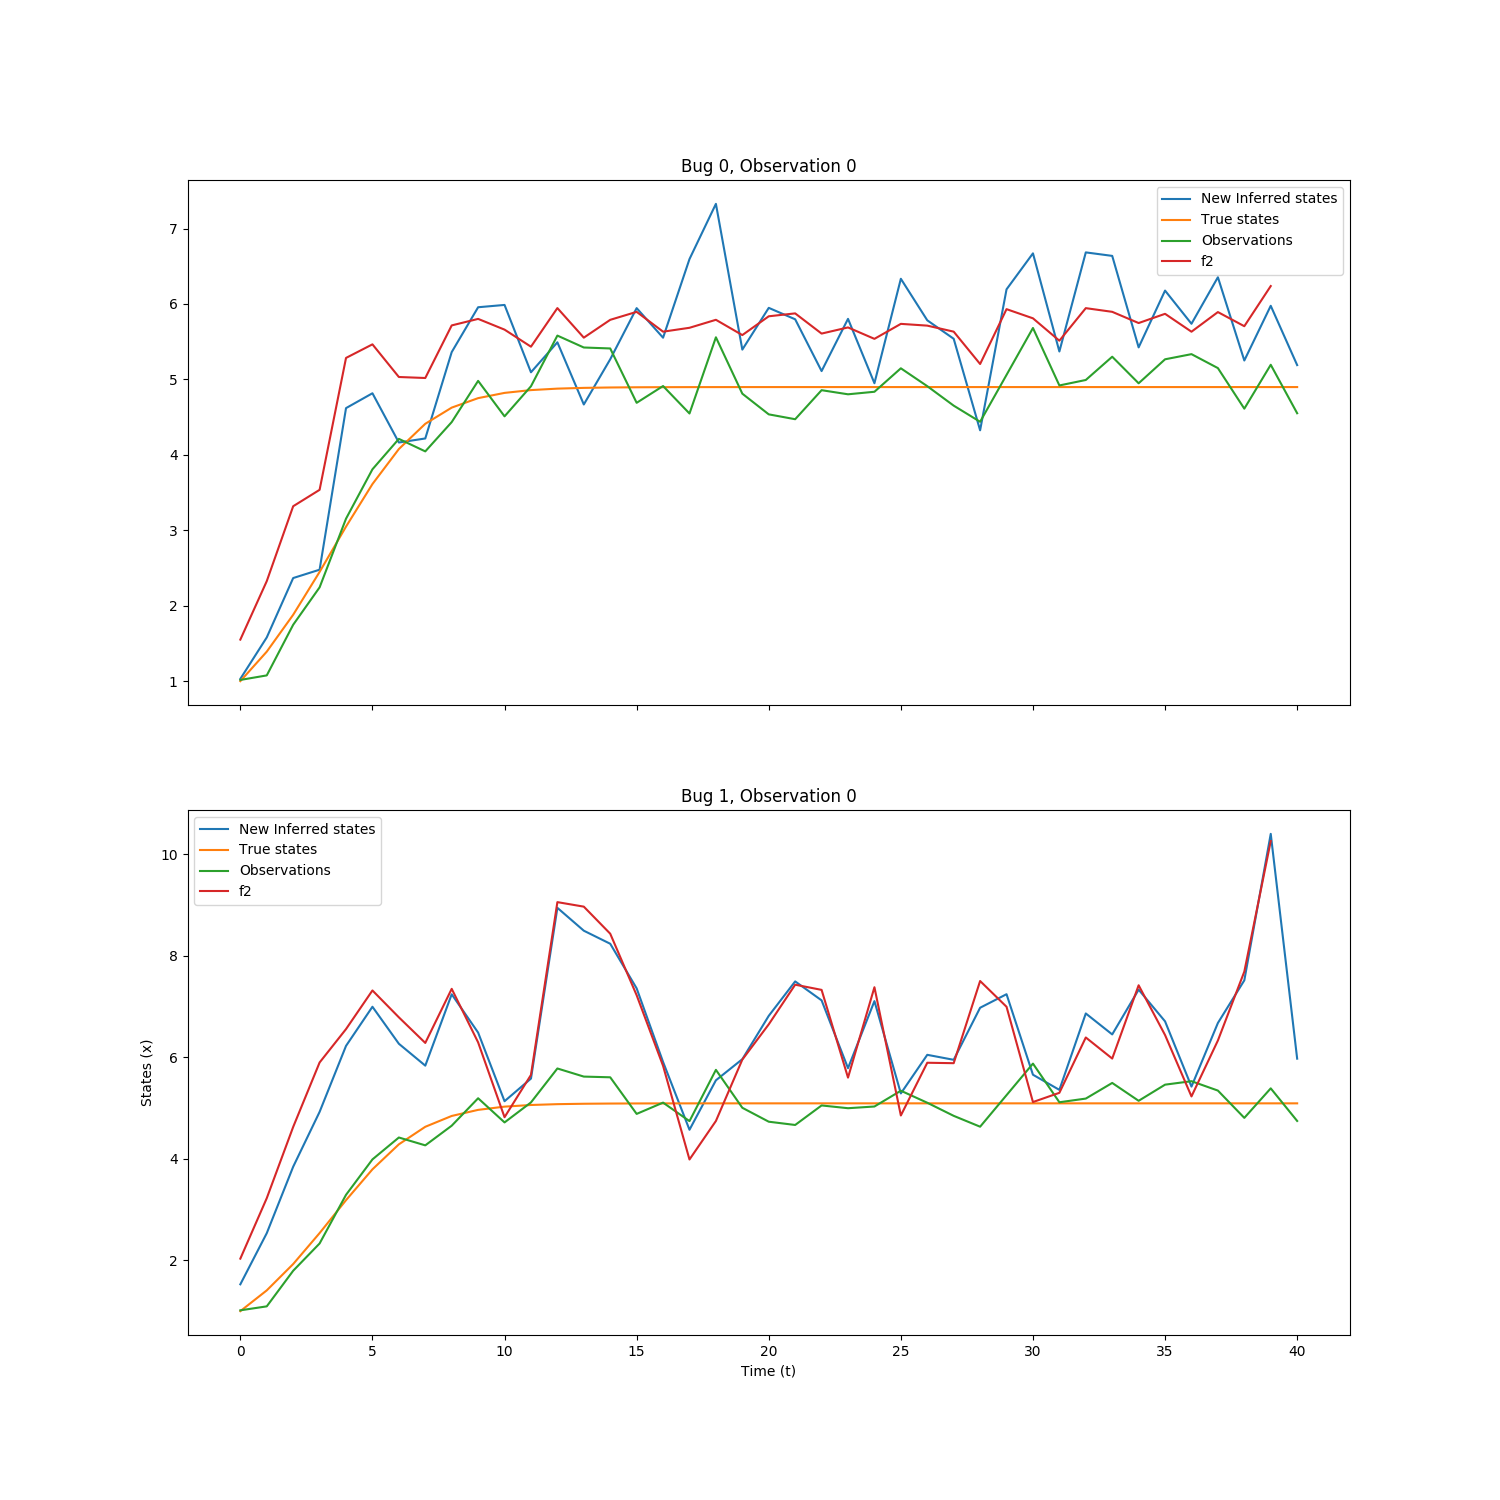 Bug 0, Observation 0
New Inferred states
True states
Observations
f2
7
6
5
4
3
2
1
Bug 1, Observation 0
New Inferred states
True states
Observations
f2
10
8
6
4
2
States (x)
0 5 10 15 20 25 30 35 40
Time (t)